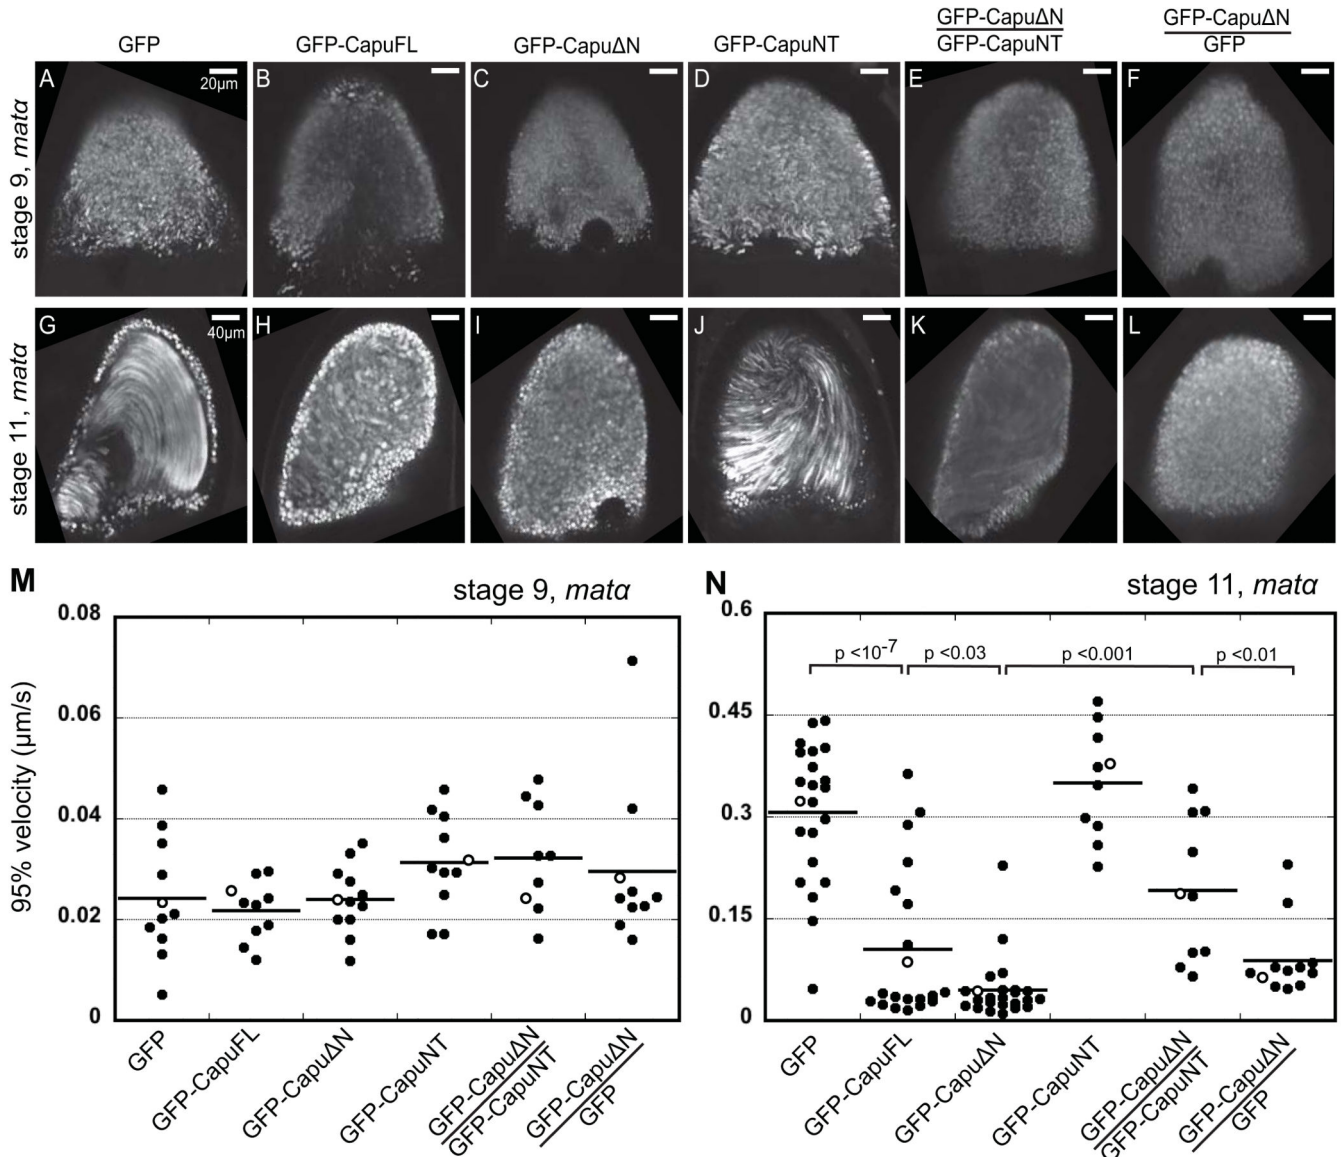 GFP
GFP-CapuFL
GFP-CapuΔN
GFP-CapuNT
GFP-CapuΔN
GFP-CapuNT
GFP-CapuΔN
GFP
stage 9, matα
A
20μm
B
C
D
E
F
stage 11, matα
G
40μm
H
I
J
K
L
M
stage 9, matα
95% velocity (μm/s)
0.08
0.06
0.04
0.02
0
GFP
GFP-CapuFL
GFP-CapuΔN
GFP-CapuNT
GFP-CapuΔN
GFP-CapuNT
GFP-CapuΔN
GFP
N
stage 11, matα
0.6
0.45
0.3
0.15
0
p <10-7
p <0.03
p <0.001
p <0.01
GFP
GFP-CapuFL
GFP-CapuΔN
GFP-CapuNT
GFP-CapuΔN
GFP-CapuNT
GFP-CapuΔN
GFP